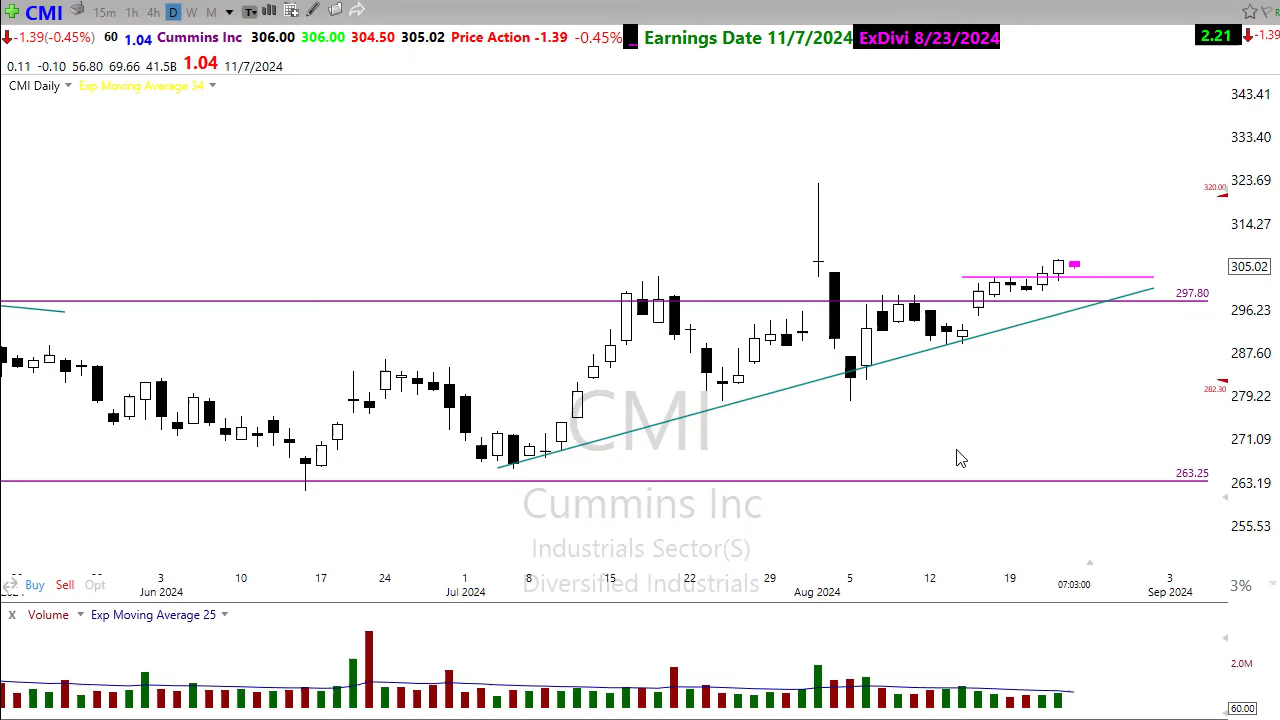 CMI 15m 1h 4h D W M T
-1.39(-0.45%) 60 1.04 Cummins Inc 306.00 306.00 304.50 305.02 Price Action -1.39 -0.45% Earnings Date 11/7/2024 ExDivi 8/23/2024 2.21 -1.39
0.11 -0.10 56.80 69.66 41.5B 1.04 11/7/2024
CMI Daily Exp Moving Average 34
343.41
333.40
323.69
320.00
314.27
305.02
297.80
296.23
287.60
282.30
279.22
CMI
271.09
263.25
263.19
Cummins Inc
255.53
Industrials Sector(S)
Diversified Industrials
3 10 17 24 1 8 15 22 29 5 12 19 3
Buy Sell Opt 07:03:00 3%
Jun 2024 Jul 2024 Aug 2024 Sep 2024
X Volume Exp Moving Average 25
2.0M
60.00